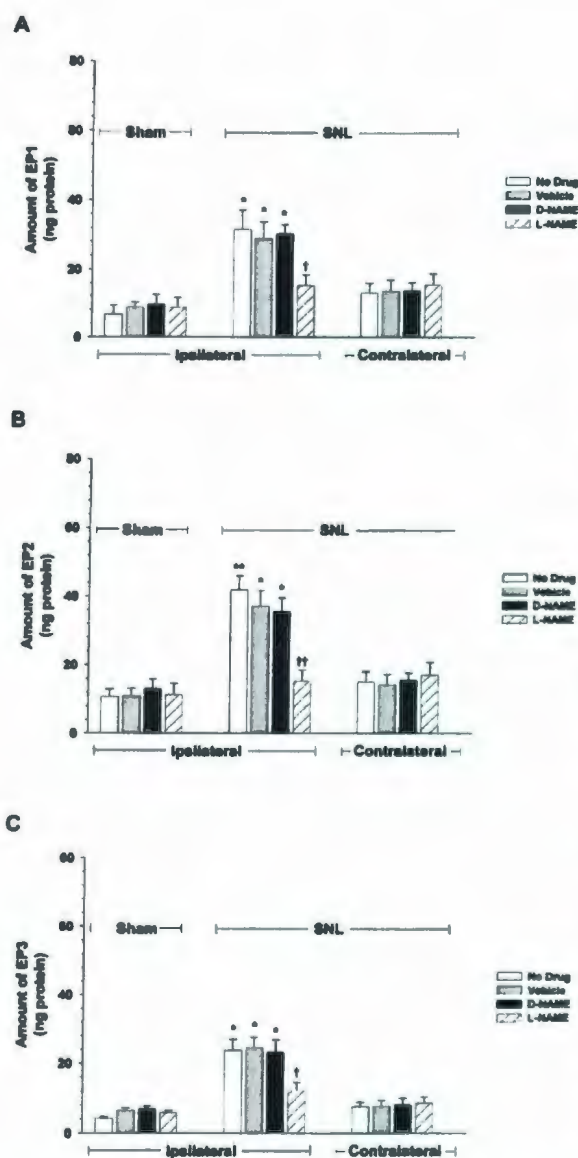 A
80
60
40
20
0
Amount of EP1
(ng protein)
Sham
SNL
* * * †
No Drug
Vehicle
D-NAME
L-NAME
Ipsilateral
Contralateral
B
80
60
40
20
0
Amount of EP2
(ng protein)
Sham
SNL
** * * ††
No Drug
Vehicle
D-NAME
L-NAME
Ipsilateral
Contralateral
C
80
60
40
20
0
Amount of EP3
(ng protein)
Sham
SNL
* * * †
No Drug
Vehicle
D-NAME
L-NAME
Ipsilateral
Contralateral